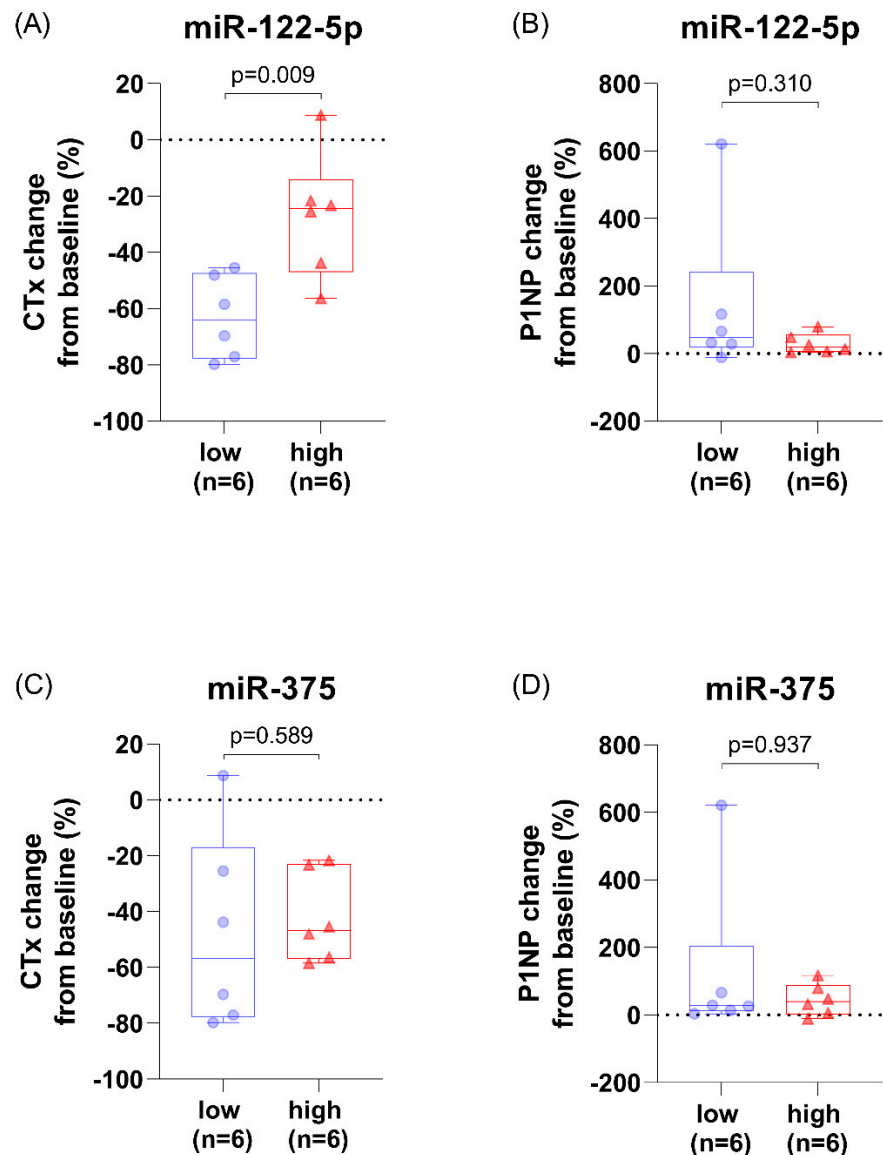 (A)
miR-122-5p
p=0.009
20
0
-20
-40
-60
-80
-100
CTx change
from baseline (%)
low
(n=6)
high
(n=6)
(B)
miR-122-5p
p=0.310
800
600
400
200
0
-200
P1NP change
from baseline (%)
low
(n=6)
high
(n=6)
(C)
miR-375
p=0.589
20
0
-20
-40
-60
-80
-100
CTx change
from baseline (%)
low
(n=6)
high
(n=6)
(D)
miR-375
p=0.937
800
600
400
200
0
-200
P1NP change
from baseline (%)
low
(n=6)
high
(n=6)